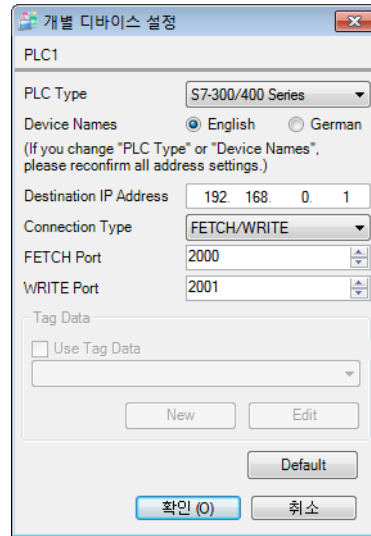 개별 디바이스 설정
PLC1
PLC Type S7-300/400 Series
Device Names English German
(If you change "PLC Type" or "Device Names",
please reconfirm all address settings.)
Destination IP Address 192. 168. 0. 1
Connection Type FETCH/WRITE
FETCH Port 2000
WRITE Port 2001
Tag Data
Use Tag Data
New Edit
Default
확인 (O) 취소